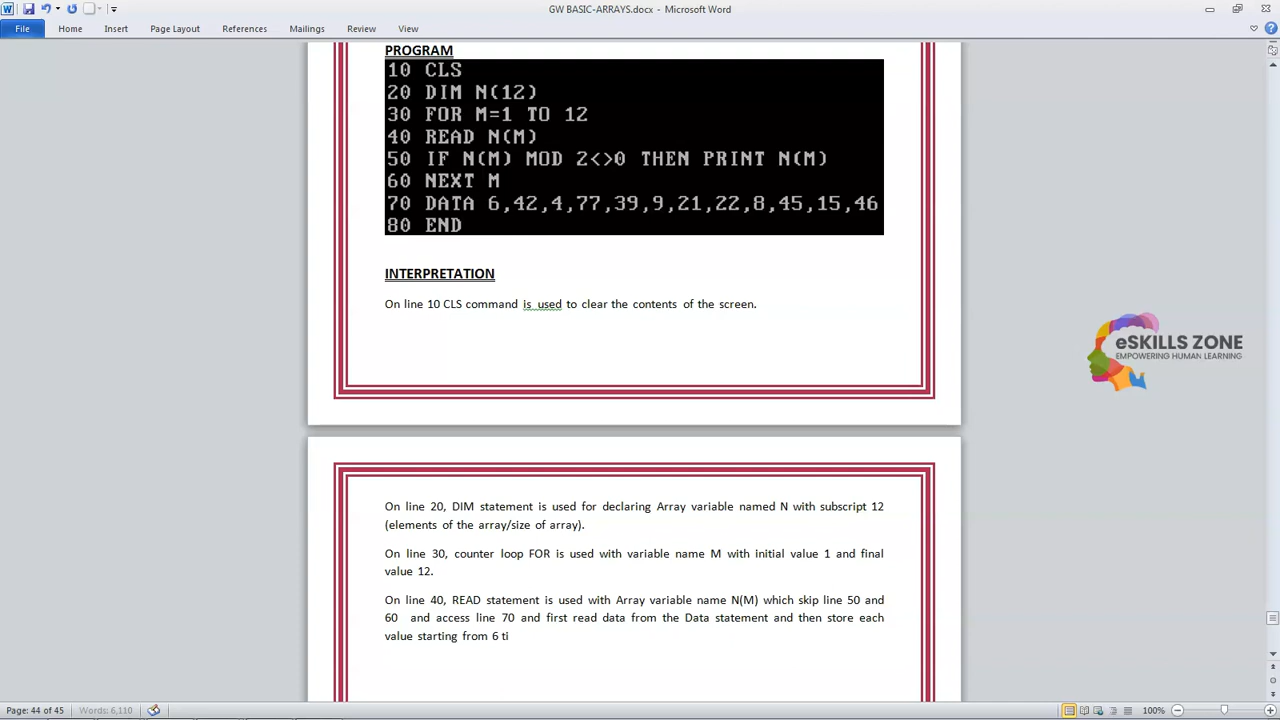 GW BASIC-ARRAYS.docx - Microsoft Word
File Home Insert Page Layout References Mailings Review View
PROGRAM
10 CLS
20 DIM N(12)
30 FOR M=1 TO 12
40 READ N(M)
50 IF N(M) MOD 2<>0 THEN PRINT N(M)
60 NEXT M
70 DATA 6,42,4,77,39,9,21,22,8,45,15,46
80 END
INTERPRETATION
On line 10 CLS command is used to clear the contents of the screen.
eSKILLS ZONE
EMPOWERING HUMAN LEARNING
On line 20, DIM statement is used for declaring Array variable named N with subscript 12
(elements of the array/size of array).
On line 30, counter loop FOR is used with variable name M with initial value 1 and final
value 12.
On line 40, READ statement is used with Array variable name N(M) which skip line 50 and
60 and access line 70 and first read data from the Data statement and then store each
value starting from 6 ti
Page: 44 of 45 Words: 6,110 100%